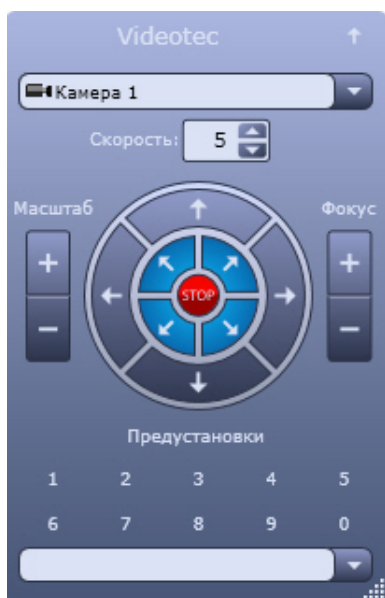 Videotec
Камера 1
Скорость: 5
Масштаб
Фокус
+ +
STOP
− −
Предустановки
1 2 3 4 5
6 7 8 9 0